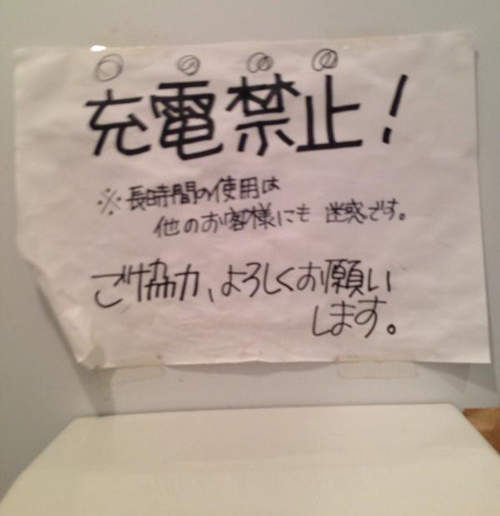 充電禁止!
※長時間の使用は
他のお客様にも 迷惑です。
ご協力、よろしくお願い
します。